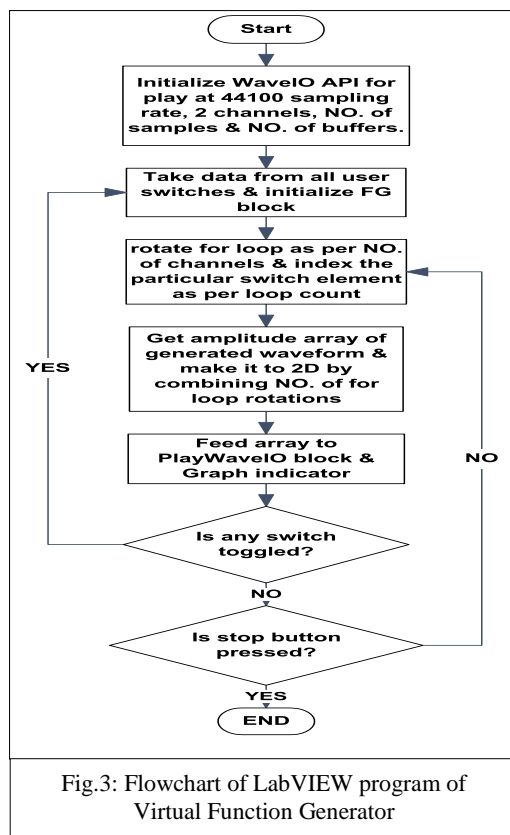 Start
Initialize WaveIO API for
play at 44100 sampling
rate, 2 channels, NO. of
samples & NO. of buffers.
Take data from all user
switches & initialize FG
block
rotate for loop as per NO.
of channels & index the
particular switch element
as per loop count
Get amplitude array of
generated waveform &
make it to 2D by
combining NO. of for
loop rotations
YES
Feed array to
PlayWaveIO block &
Graph indicator
NO
Is any switch
toggled?
NO
Is stop button
pressed?
YES
END
Fig.3: Flowchart of LabVIEW program of
Virtual Function Generator